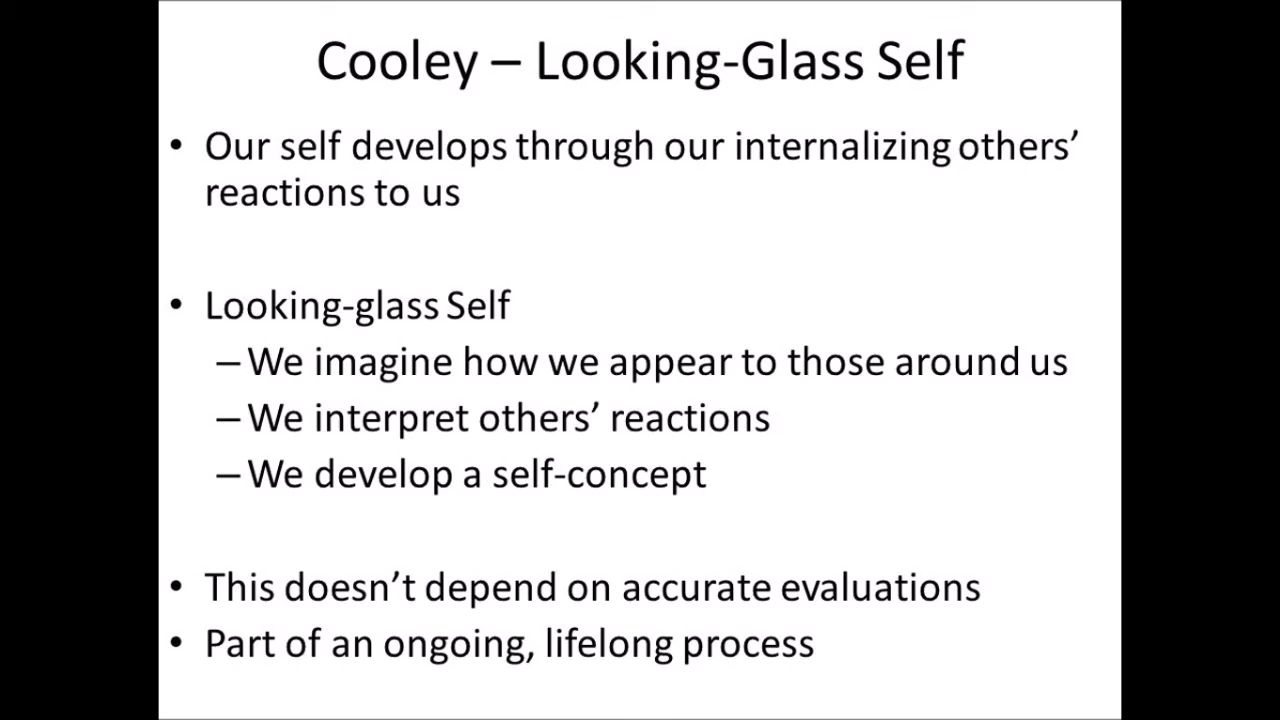 Cooley – Looking-Glass Self
• Our self develops through our internalizing others’
reactions to us
• Looking-glass Self
–We imagine how we appear to those around us
–We interpret others’ reactions
–We develop a self-concept
• This doesn’t depend on accurate evaluations
• Part of an ongoing, lifelong process